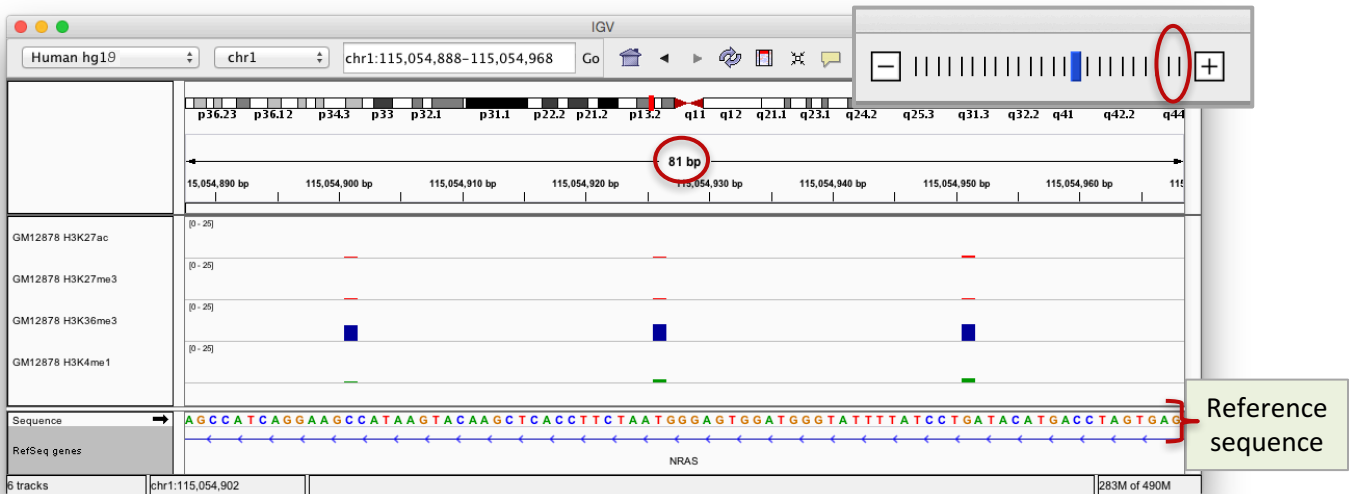 IGV
Human hg19
chr1
chr1:115,054,888-115,054,968
Go
p36.23 p36.12 p34.3 p33 p32.1 p31.1 p22.2 p21.2 p13.2 q11 q12 q21.1 q23.1 q24.2 q25.3 q31.3 q32.2 q41 q42.2 q44
81 bp
115,054,890 bp 115,054,900 bp 115,054,910 bp 115,054,920 bp 115,054,930 bp 115,054,940 bp 115,054,950 bp 115,054,960 bp 115
[0 - 25]
GM12878 H3K27ac
[0 - 25]
GM12878 H3K27me3
[0 - 25]
GM12878 H3K36me3
[0 - 25]
GM12878 H3K4me1
Sequence
AGCCATCAGGAAGCCATAAGTACAAGCTCACCTTCTAATGGGAGTGGATGGGTATTTTATCCTGATACATGACCTAGTGAG
RefSeq genes
NRAS
Reference
sequence
6 tracks
chr1:115,054,902
283M of 490M